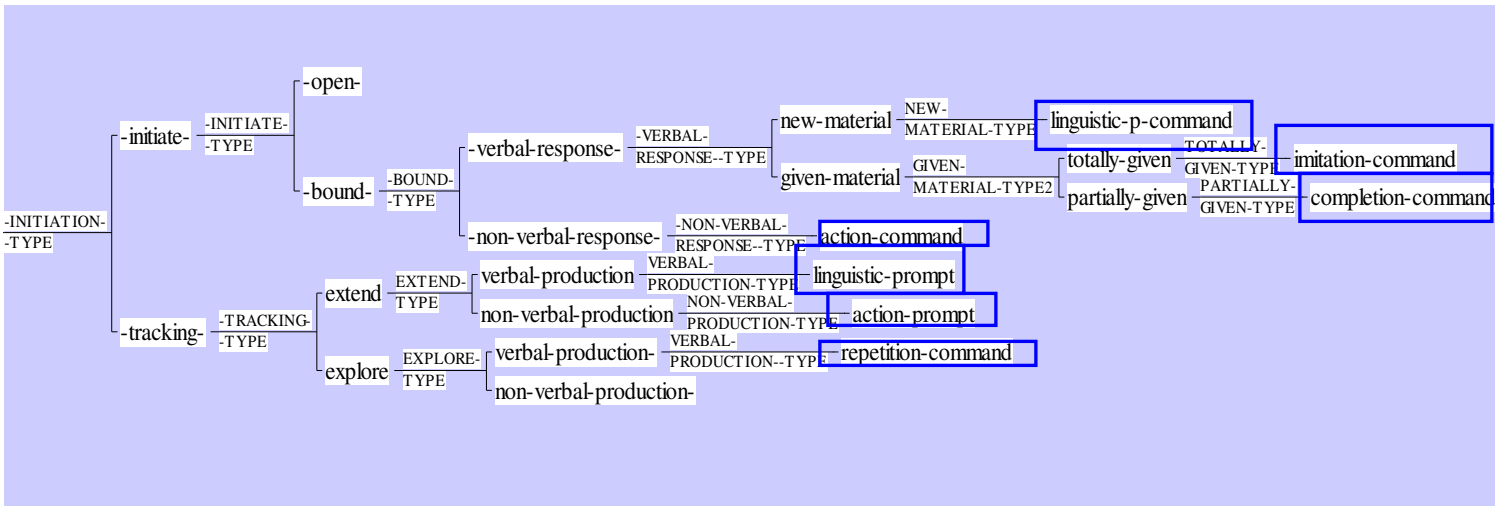 -open-
-initiate- -INITIATE-
-TYPE
new-material NEW-
MATERIAL-TYPE linguistic-p-command
-verbal-response- -VERBAL-
RESPONSE--TYPE
totally-given TOTALLY-
GIVEN-TYPE imitation-command
given-material GIVEN-
MATERIAL-TYPE2
-bound- -BOUND-
-TYPE
partially-given PARTIALLY-
GIVEN-TYPE completion-command
-INITIATION-
-TYPE
-non-verbal-response- -NON-VERBAL-
RESPONSE--TYPE action-command
verbal-production VERBAL-
PRODUCTION-TYPE linguistic-prompt
extend EXTEND-
TYPE
non-verbal-production NON-VERBAL-
PRODUCTION-TYPE action-prompt
-tracking- -TRACKING-
-TYPE
verbal-production- VERBAL-
PRODUCTION--TYPE repetition-command
explore EXPLORE-
TYPE
non-verbal-production-